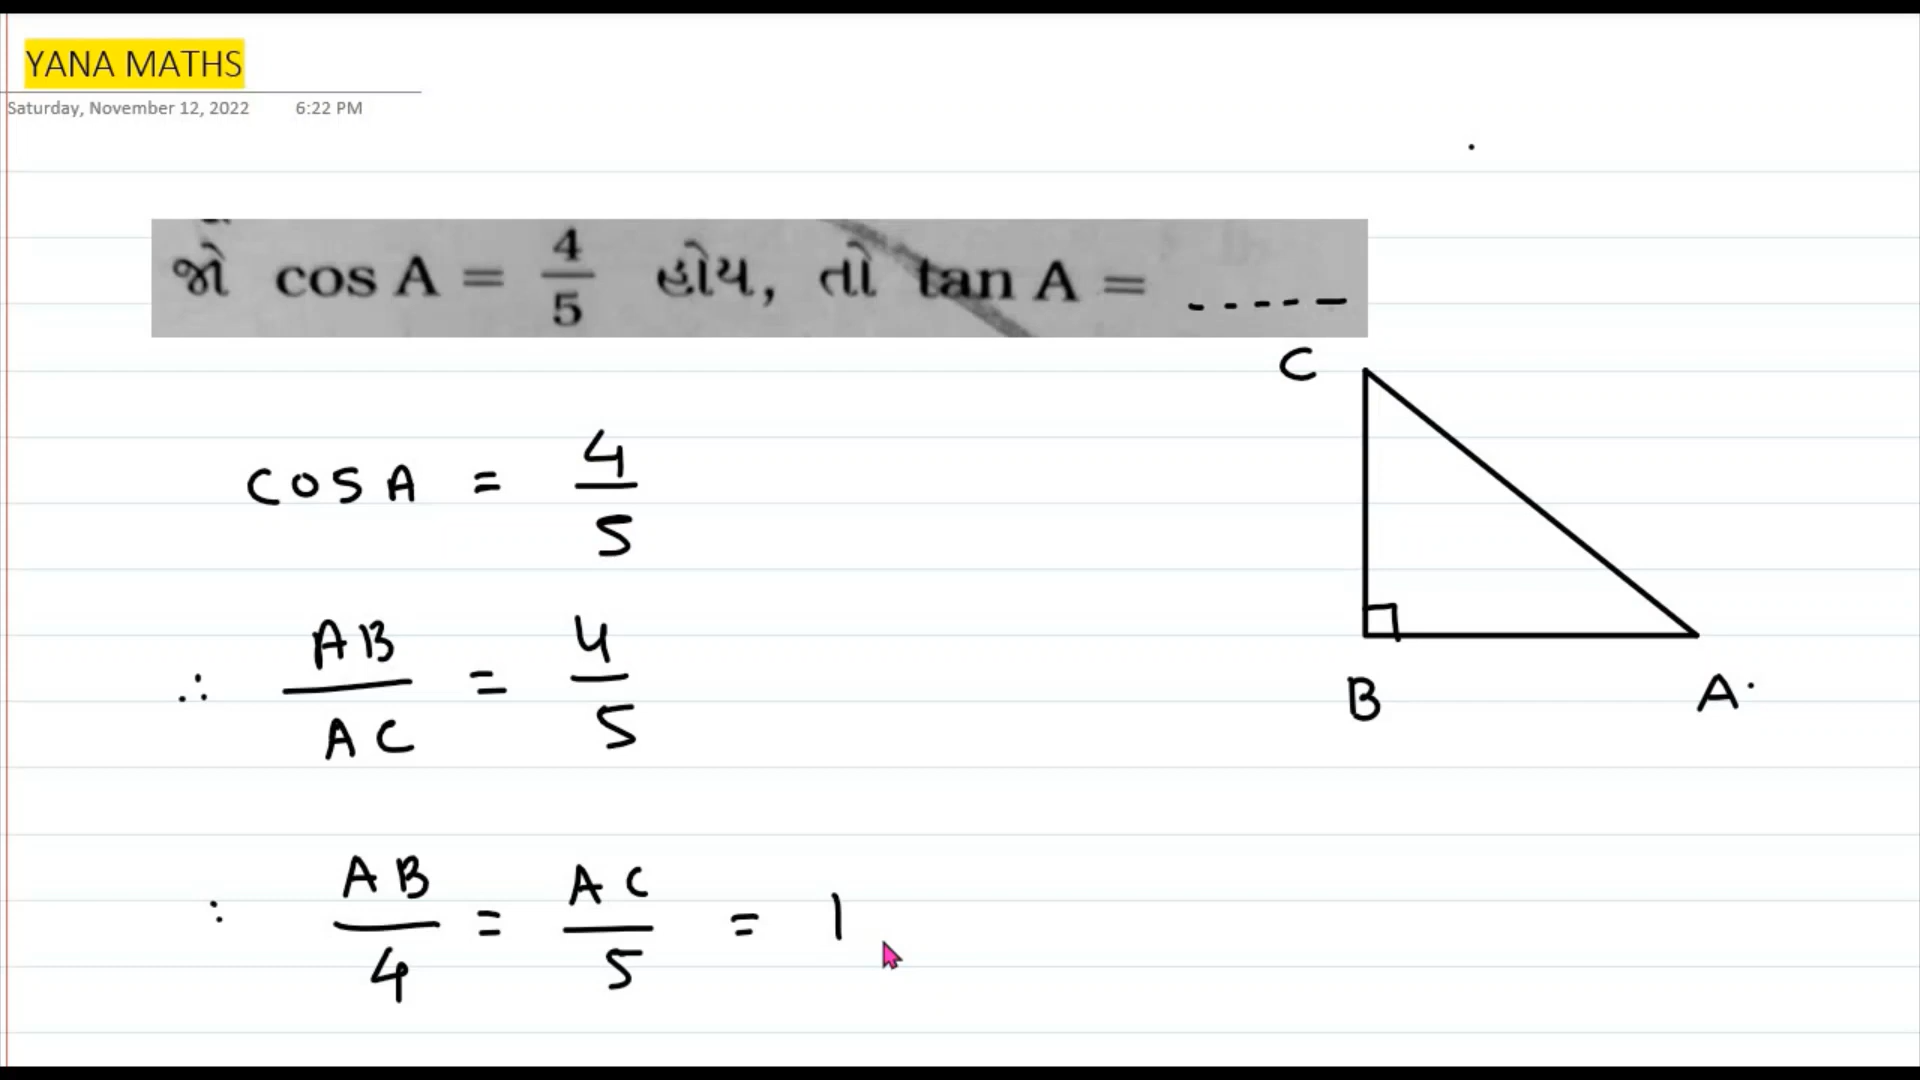 YANA MATHS
Saturday, November 12, 2022 6:22 PM
જો cos A = 4/5 હોય, તો tan A = -----
C
COS A = 4/5
∴ AB/AC = 4/5
B A
: AB/4 = AC/5 = 1